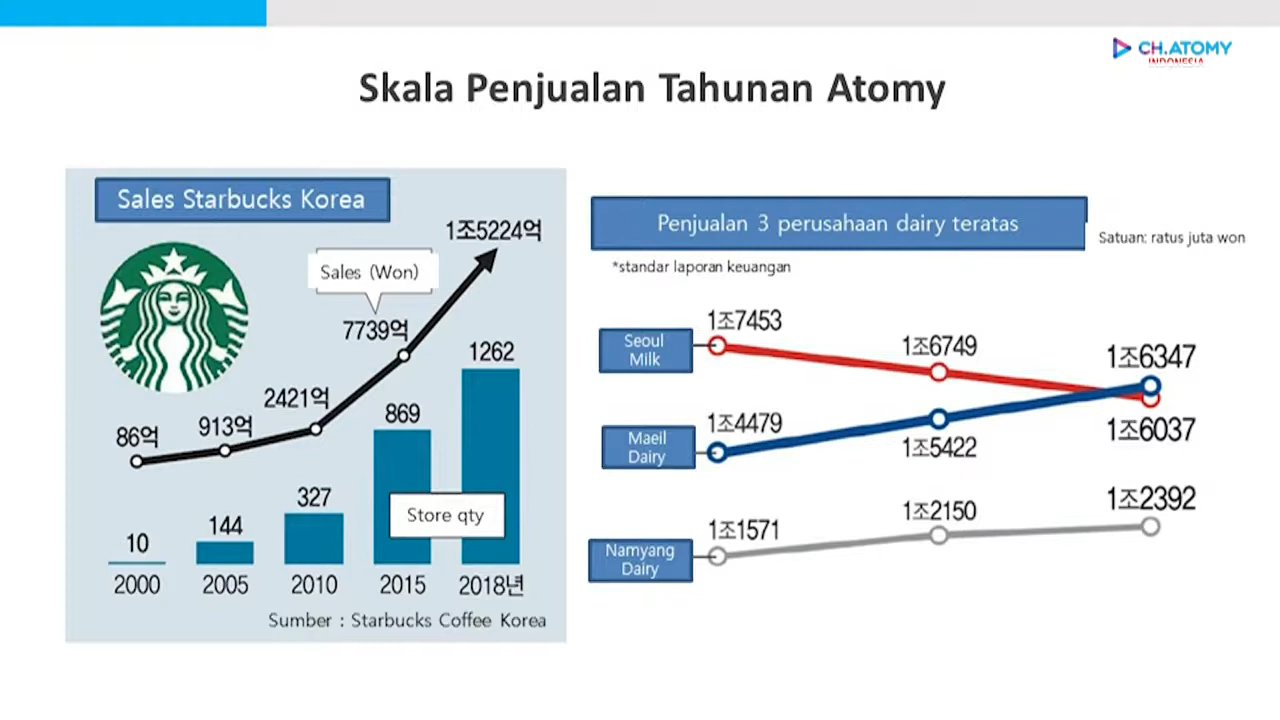 CH.ATOMY
INDONESIA
Skala Penjualan Tahunan Atomy
Sales Starbucks Korea
1조5224억
Sales (Won)
7739억
1262
2421억
869
913억
86억
327
Store qty
144
10
2000 2005 2010 2015 2018년
Sumber : Starbucks Coffee Korea
Penjualan 3 perusahaan dairy teratas
Satuan: ratus juta won
*standar laporan keuangan
Seoul
Milk
1조7453
1조6749
1조6347
Maeil
Dairy
1조4479
1조5422
1조6037
Namyang
Dairy
1조1571
1조2150
1조2392